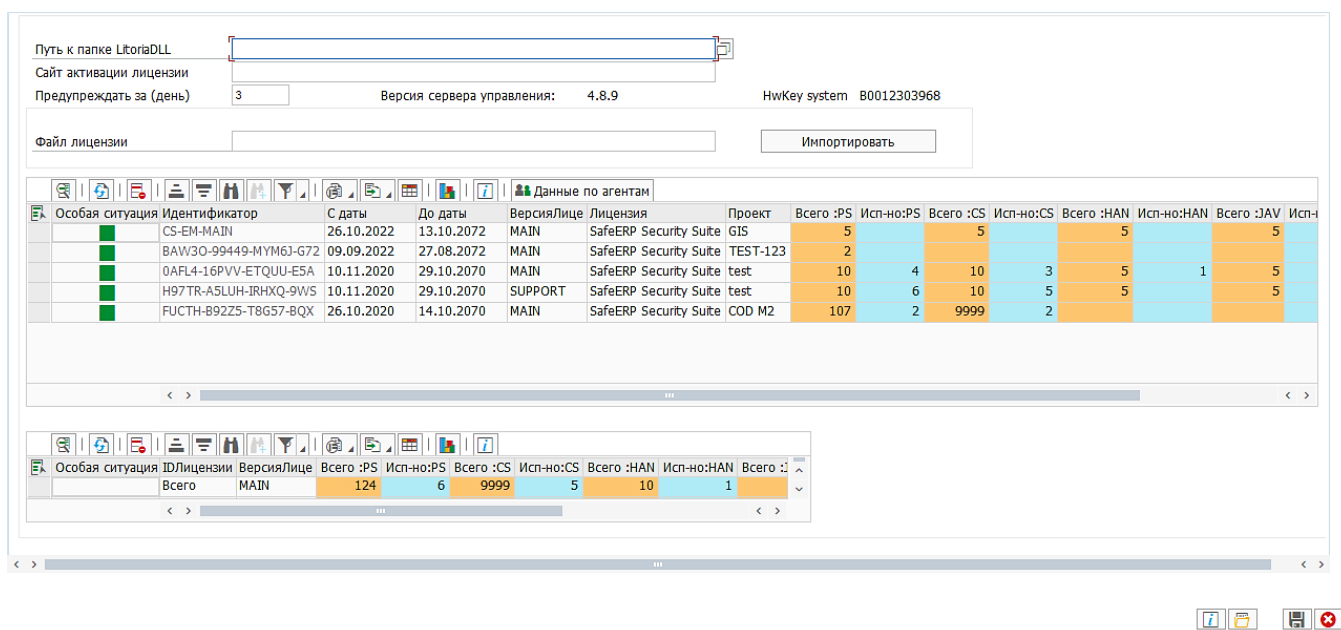 Путь к папке LitoriaDLL
Сайт активации лицензии
Предупреждать за (день) 3 Версия сервера управления: 4.8.9 HwKey system B0012303968
Файл лицензии Импортировать
Данные по агентам
Особая ситуация Идентификатор С даты До даты ВерсияЛице Лицензия Проект Всего :PS Исп-но:PS Всего :CS Исп-но:CS Всего :HAN Исп-но:HAN Всего :JAV Исп-н
CS-EM-MAIN 26.10.2022 13.10.2072 MAIN SafeERP Security Suite GIS 5 5 5 5
BAW3O-99449-MYM6J-G72 09.09.2022 27.08.2072 MAIN SafeERP Security Suite TEST-123 2
0AFL4-16PVV-ETQUU-E5A 10.11.2020 29.10.2070 MAIN SafeERP Security Suite test 10 4 10 3 5 1 5
H97TR-A5LUH-IRHXQ-9WS 10.11.2020 29.10.2070 SUPPORT SafeERP Security Suite test 10 6 10 5 5 5
FUCTH-B92Z5-T8G57-BQX 26.10.2020 14.10.2070 MAIN SafeERP Security Suite COD M2 107 2 9999 2
Особая ситуация IDЛицензии ВерсияЛице Всего :PS Исп-но:PS Всего :CS Исп-но:CS Всего :HAN Исп-но:HAN Всего :J
Всего MAIN 124 6 9999 5 10 1